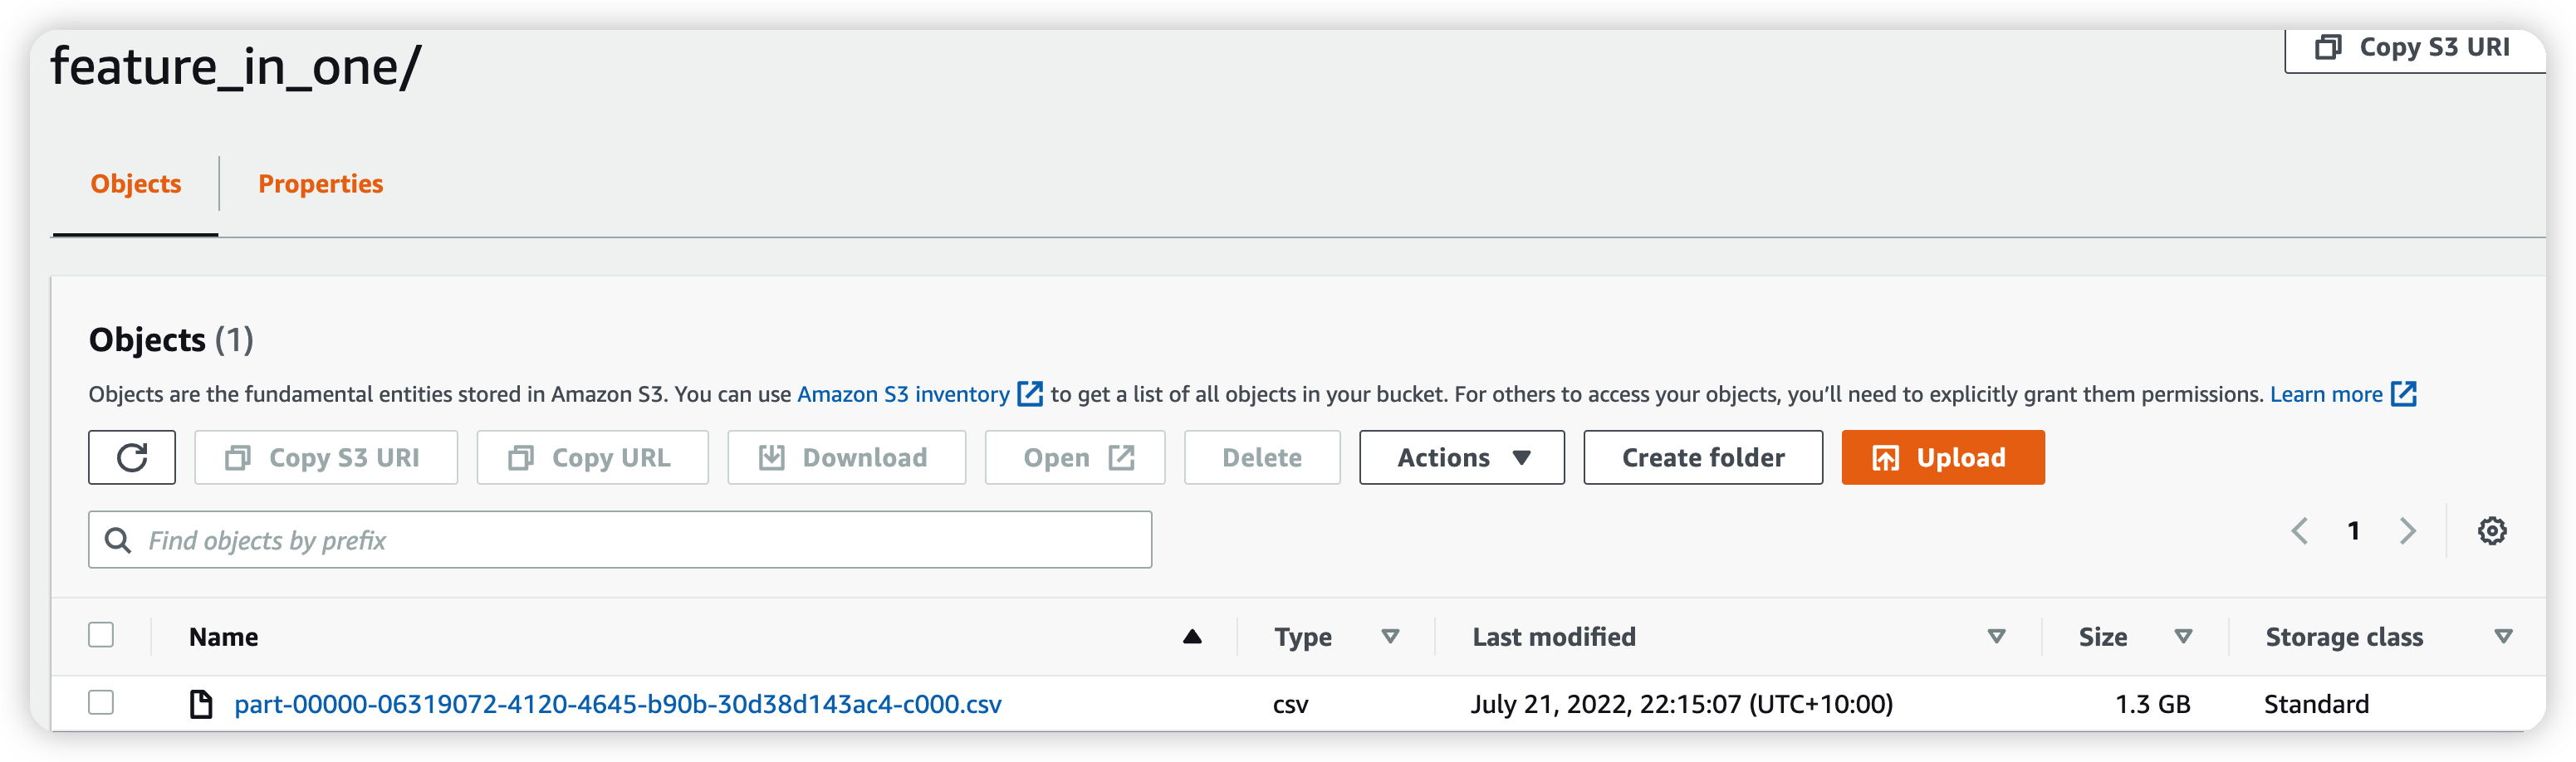 feature_in_one/
Copy S3 URI
Objects
Properties
Objects (1)
Objects are the fundamental entities stored in Amazon S3. You can use Amazon S3 inventory to get a list of all objects in your bucket. For others to access your objects, you’ll need to explicitly grant them permissions. Learn more
Copy S3 URI
Copy URL
Download
Open
Delete
Actions
Create folder
Upload
Find objects by prefix
1
Name
Type
Last modified
Size
Storage class
part-00000-06319072-4120-4645-b90b-30d38d143ac4-c000.csv
csv
July 21, 2022, 22:15:07 (UTC+10:00)
1.3 GB
Standard